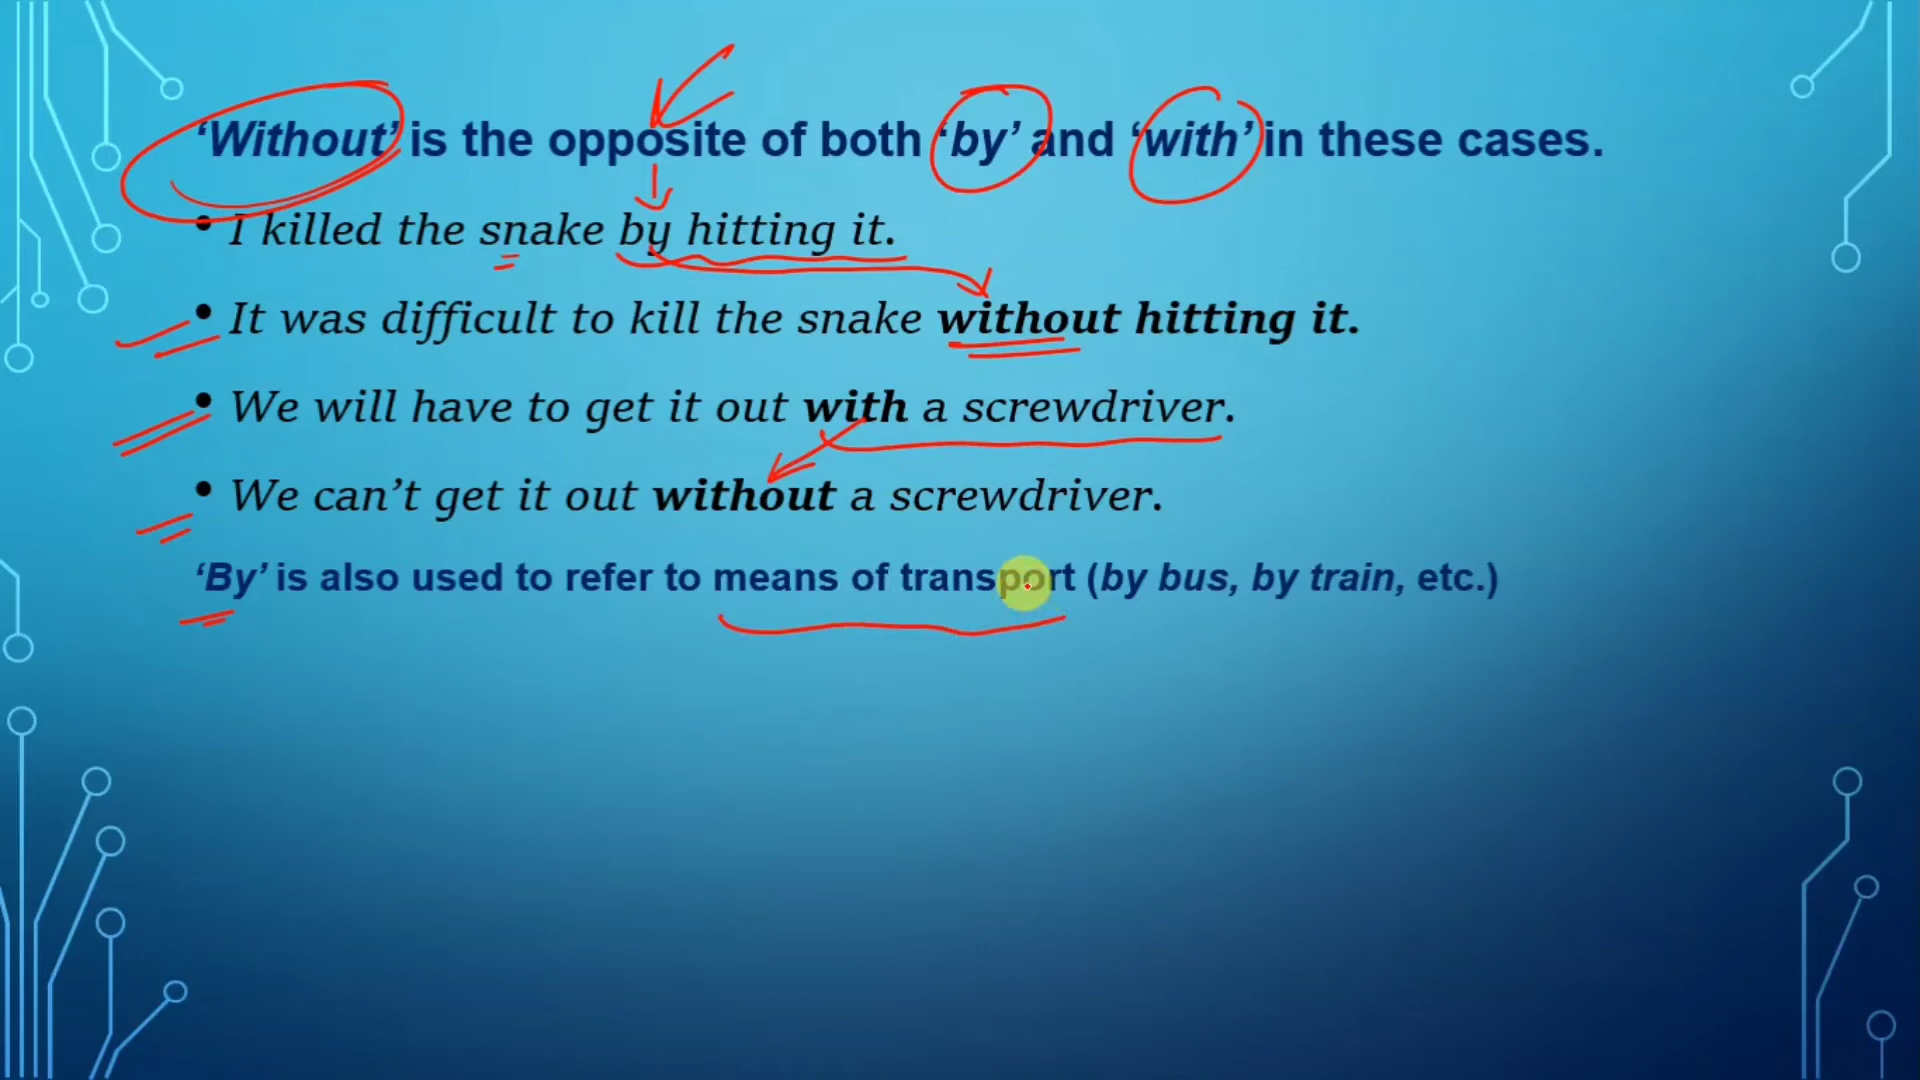 ‘Without’ is the opposite of both ‘by’ and ‘with’ in these cases.
• I killed the snake by hitting it.
• It was difficult to kill the snake without hitting it.
• We will have to get it out with a screwdriver.
• We can’t get it out without a screwdriver.
‘By’ is also used to refer to means of transport (by bus, by train, etc.)